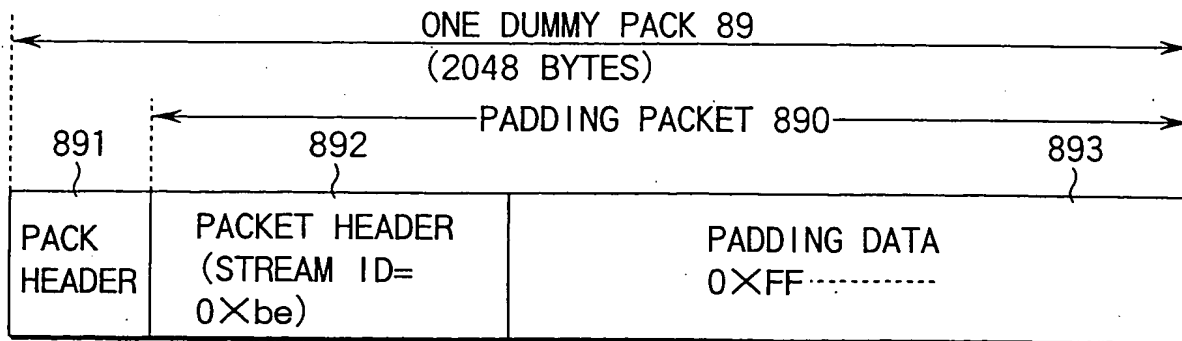 ONE DUMMY PACK 89
(2048 BYTES)
PADDING PACKET 890
891
892
893
PACK
HEADER
PACKET HEADER
(STREAM ID=
0×be)
PADDING DATA
0×FF-----------